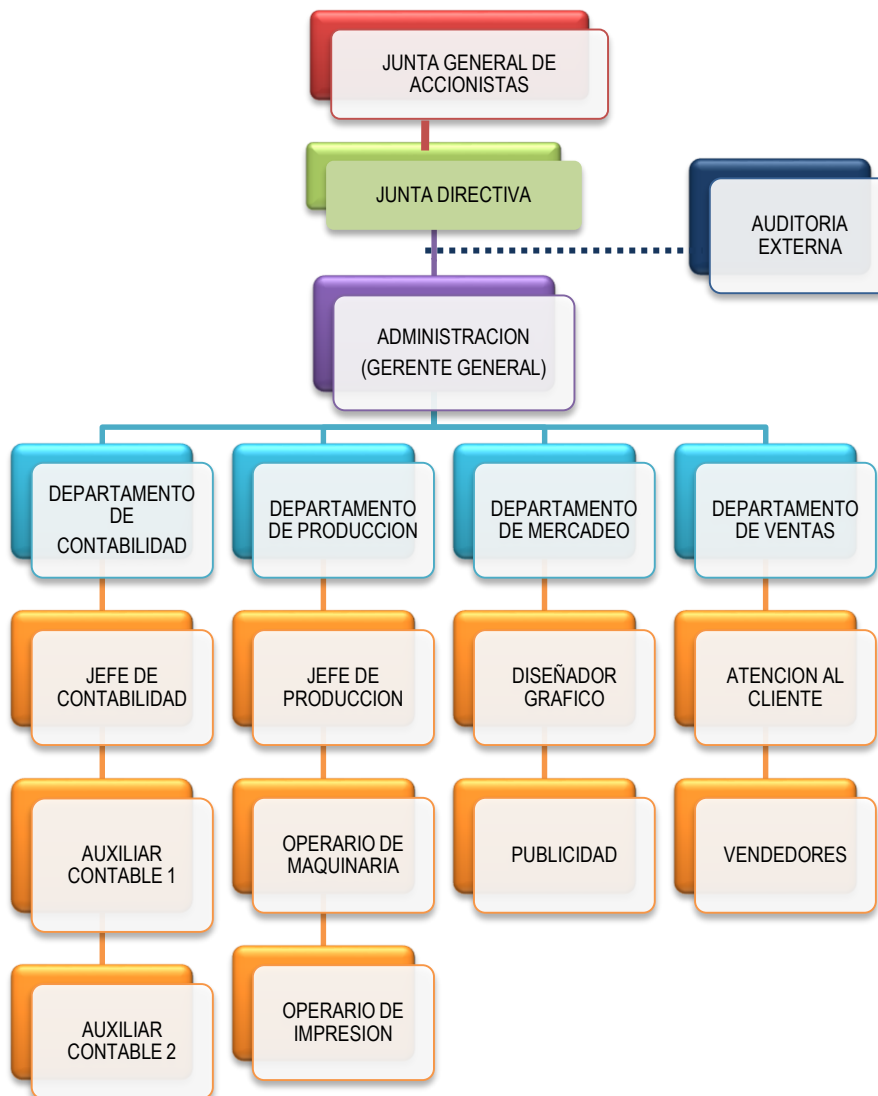 JUNTA GENERAL DE
ACCIONISTAS
JUNTA DIRECTIVA
AUDITORIA
EXTERNA
ADMINISTRACION
(GERENTE GENERAL)
DEPARTAMENTO
DE
CONTABILIDAD
DEPARTAMENTO
DE PRODUCCION
DEPARTAMENTO
DE MERCADEO
DEPARTAMENTO
DE VENTAS
JEFE DE
CONTABILIDAD
JEFE DE
PRODUCCION
DISEÑADOR
GRAFICO
ATENCION AL
CLIENTE
AUXILIAR
CONTABLE 1
OPERARIO DE
MAQUINARIA
PUBLICIDAD
VENDEDORES
AUXILIAR
CONTABLE 2
OPERARIO DE
IMPRESION